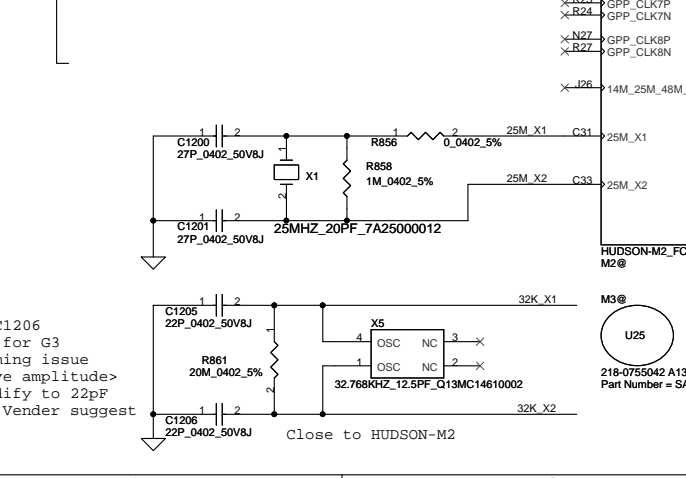 GPP_CLK7P
R24 GPP_CLK7N
N27 GPP_CLK8P
R27 GPP_CLK8N
J26 14M_25M_48M_
1 2
C1200
27P_0402_50V8J
1 2
R856 0_0402_5%
25M_X1 C31 25M_X1
1
X1
2
R858
1M_0402_5%
25M_X2 C33 25M_X2
1 2
C1201
27P_0402_50V8J
25MHZ_20PF_7A25000012
HUDSON-M2_FC
M2@
1 2
C1205
22P_0402_50V8J
32K_X1
M3@
C1206
for G3
ning issue
ve amplitude>
dify to 22pF
Vender suggest
1
R861
20M_0402_5%
2
X5
4 OSC NC 3
1 OSC NC 2
32.768KHZ_12.5PF_Q13MC14610002
U25
218-0755042 A13
Part Number = SA
1 2
C1206
22P_0402_50V8J
32K_X2
Close to HUDSON-M2